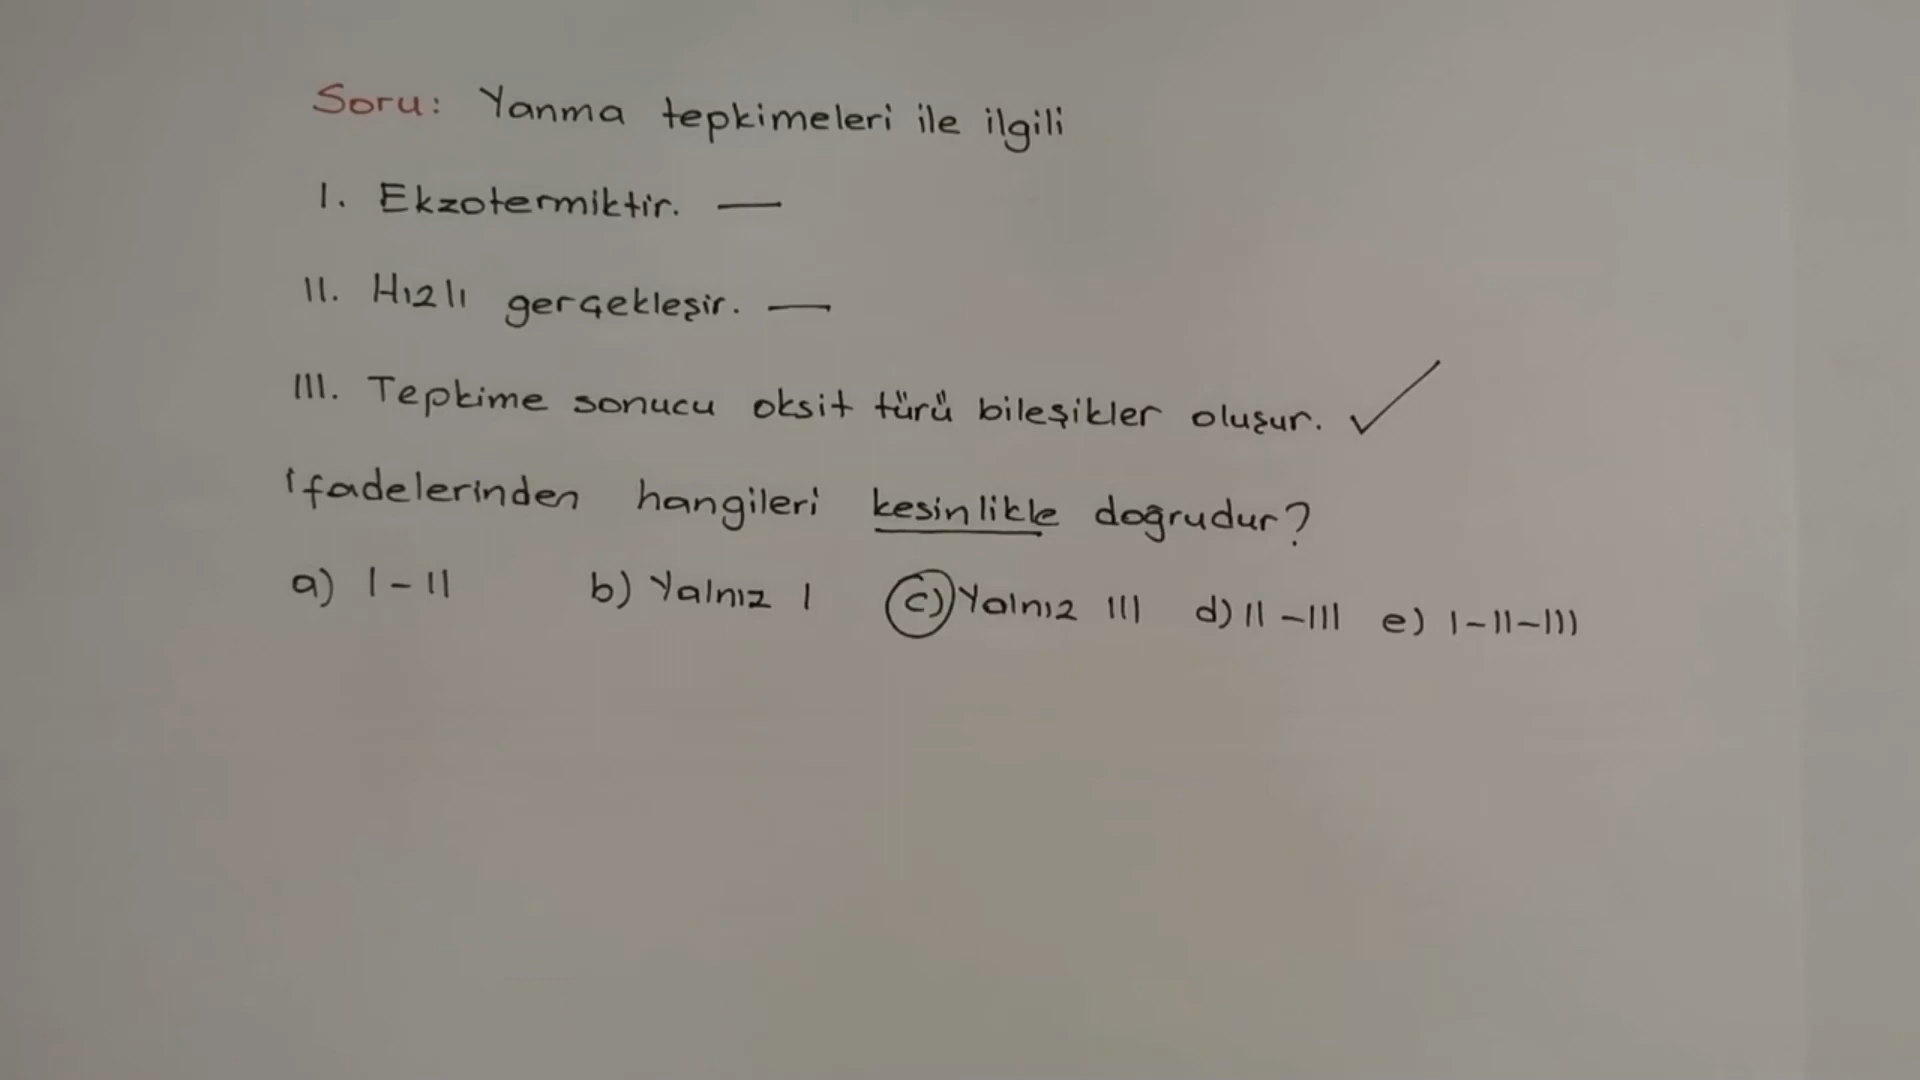 Soru: Yanma tepkimeleri ile ilgili
I. Ekzotermiktir. —
II. Hızlı gerçekleşir. —
III. Tepkime sonucu oksit türü bileşikler oluşur. ✓
ifadelerinden hangileri kesinlikle doğrudur?
a) I-II b) Yalnız I c) Yalnız III d) II-III e) I-II-III